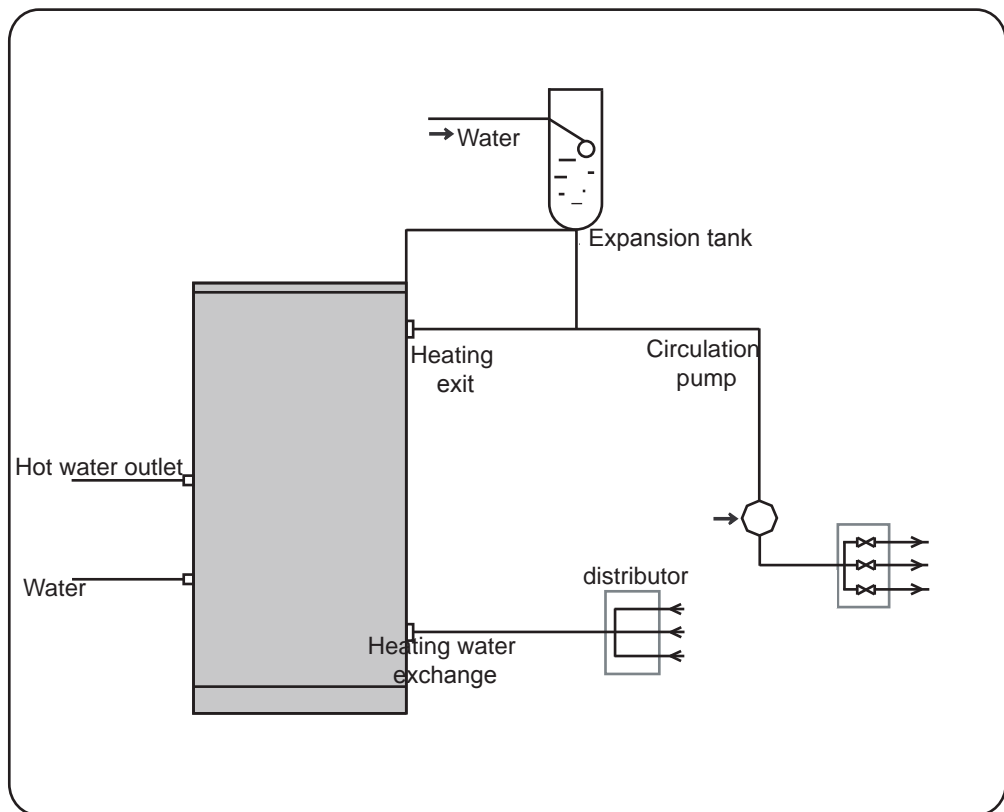 Water
Expansion tank
Heating
exit
Circulation
pump
Hot water outlet
Water
distributor
Heating water
exchange